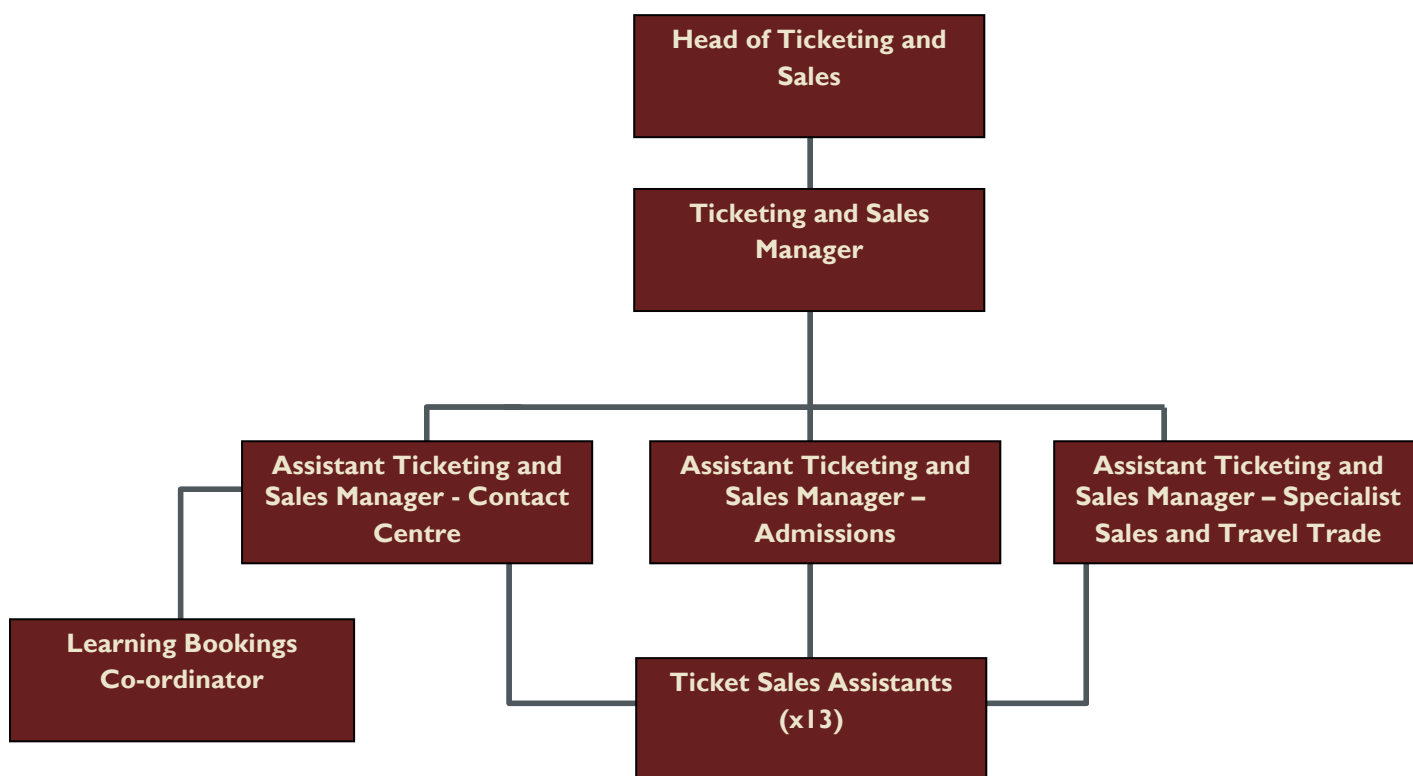 Head of Ticketing and
Sales
Ticketing and Sales
Manager
Assistant Ticketing and
Sales Manager - Contact
Centre
Assistant Ticketing and
Sales Manager –
Admissions
Assistant Ticketing and
Sales Manager – Specialist
Sales and Travel Trade
Learning Bookings
Co-ordinator
Ticket Sales Assistants
(x13)